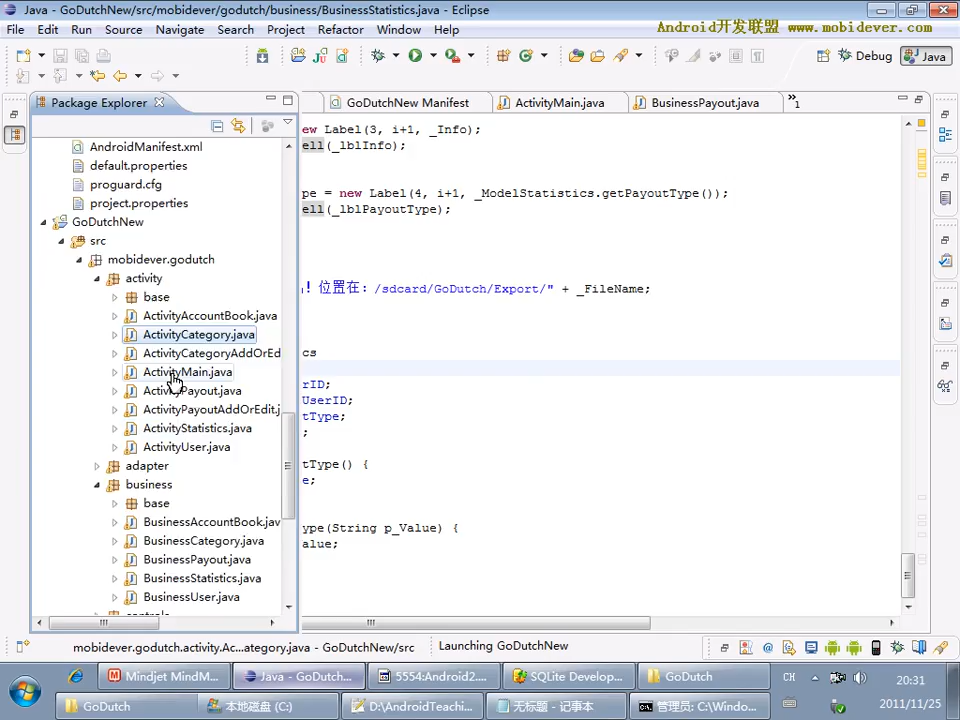 Java - GoDutchNew/src/mobidever/godutch/business/BusinessStatistics.java - Eclipse
File Edit Run Source Navigate Search Project Refactor Window Help
Android开发联盟 www.mobidever.com
Debug Java
Package Explorer
GoDutchNew Manifest ActivityMain.java BusinessPayout.java »1
AndroidManifest.xml
default.properties
proguard.cfg
project.properties
GoDutchNew
src
mobidever.godutch
activity
base
ActivityAccountBook.java
ActivityCategory.java
ActivityCategoryAddOrEd
ActivityMain.java
ActivityPayout.java
ActivityPayoutAddOrEdit.j
ActivityStatistics.java
ActivityUser.java
adapter
business
base
BusinessAccountBook.jav
BusinessCategory.java
BusinessPayout.java
BusinessStatistics.java
BusinessUser.java
controls
new Label(3, i+1, _Info);
ell(_lblInfo);
pe = new Label(4, i+1, _ModelStatistics.getPayoutType());
ell(_lblPayoutType);
！位置在：/sdcard/GoDutch/Export/" + _FileName;
cs
rID;
UserID;
tType;
;
tType() {
e;
ype(String p_Value) {
alue;
mobidever.godutch.activity.Ac...ategory.java - GoDutchNew/src
Launching GoDutchNew
Mindjet MindM... Java - GoDutch... 5554:Android2.... SQLite Develop... GoDutch
CH
20:31
GoDutch 本地磁盘 (C:) D:\AndroidTeachi... 无标题 - 记事本 管理员: C:\Windo...
2011/11/25